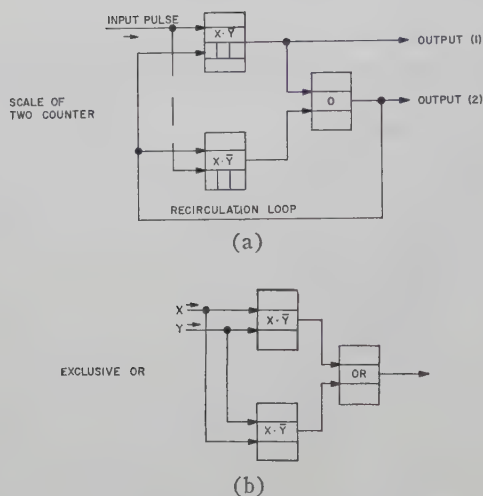 INPUT PULSE
X·Y̅
OUTPUT (1)
O
OUTPUT (2)
SCALE OF
TWO COUNTER
X·Y̅
RECIRCULATION LOOP
(a)
X
X·Y̅
Y
EXCLUSIVE OR
OR
X·Y̅
(b)